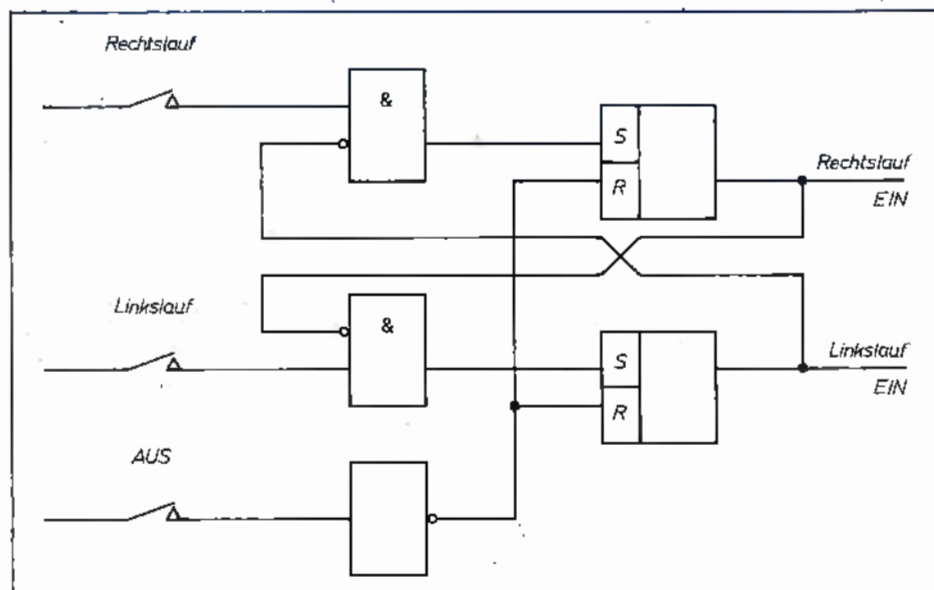 Rechtslauf
&
S
R
Rechtslauf
EIN
Linkslauf
&
S
R
Linkslauf
EIN
AUS